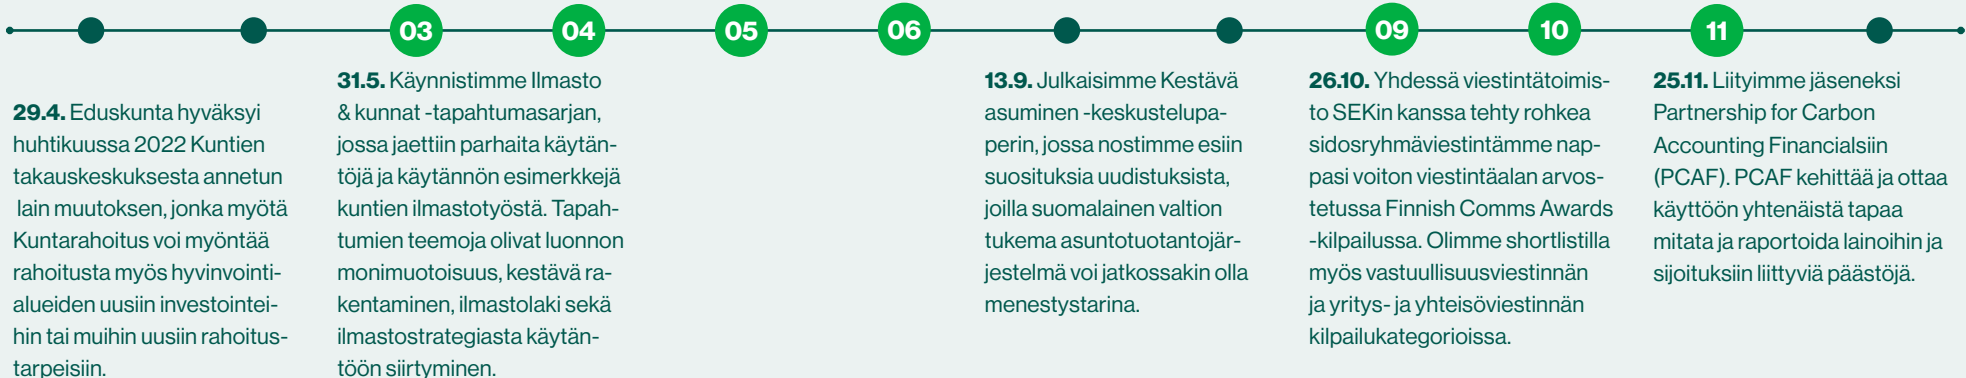 03 04 05 06 09 10 11
29.4. Eduskunta hyväksyi
huhtikuussa 2022 Kuntien
takauskeskuksesta annetun
lain muutoksen, jonka myötä
Kuntarahoitus voi myöntää
rahoitusta myös hyvinvointi-
alueiden uusiin investointei-
hin tai muihin uusiin rahoitus-
tarpeisiin.
31.5. Käynnistimme Ilmasto
& kunnat -tapahtumasarjan,
jossa jaettiin parhaita käytän-
töjä ja käytännön esimerkkejä
kuntien ilmastotyöstä. Tapah-
tumien teemoja olivat luonnon
monimuotoisuus, kestävä ra-
kentaminen, ilmastolaki sekä
ilmastostrategiasta käytän-
töön siirtyminen.
13.9. Julkaisimme Kestävä
asuminen -keskustelupa-
perin, jossa nostimme esiin
suosituksia uudistuksista,
joilla suomalainen valtion
tukema asuntotuotantojär-
jestelmä voi jatkossakin olla
menestystarina.
26.10. Yhdessä viestintätoimis-
to SEKin kanssa tehty rohkea
sidosryhmäviestintämme nap-
pasi voiton viestintäalan arvos-
tetussa Finnish Comms Awards
-kilpailussa. Olimme shortlistilla
myös vastuullisuusviestinnän
ja yritys- ja yhteisöviestinnän
kilpailukategorioissa.
25.11. Liityimme jäseneksi
Partnership for Carbon
Accounting Financialsiin
(PCAF). PCAF kehittää ja ottaa
käyttöön yhtenäistä tapaa
mitata ja raportoida lainoihin ja
sijoituksiin liittyviä päästöjä.